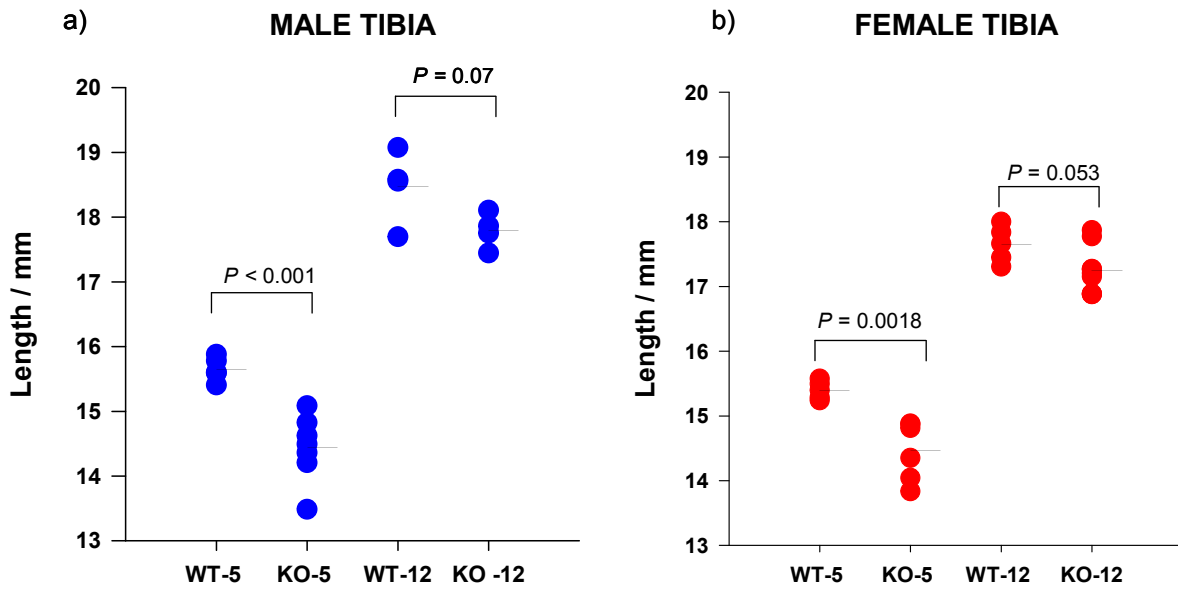 a) MALE TIBIA
Length / mm
20
19
18
17
16
15
14
13
P = 0.07
P < 0.001
WT-5 KO-5 WT-12 KO -12
b) FEMALE TIBIA
Length / mm
20
19
18
17
16
15
14
13
P = 0.053
P = 0.0018
WT-5 KO-5 WT-12 KO-12